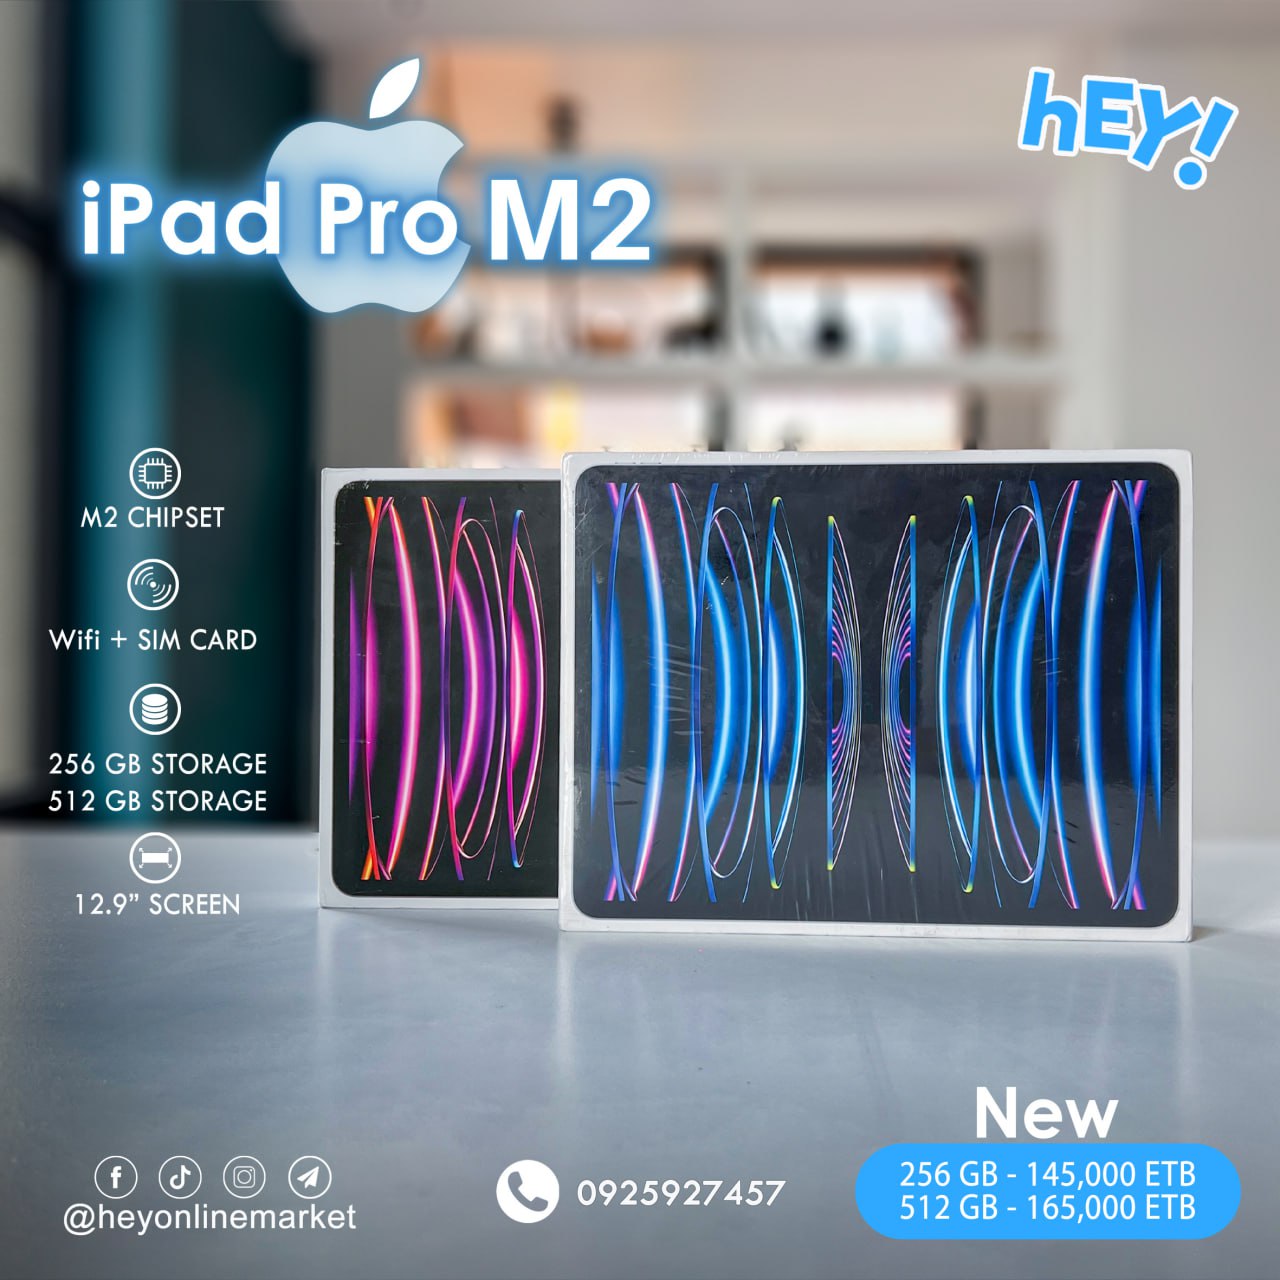 hEY!
iPad Pro M2
M2 CHIPSET
Wifi + SIM CARD
256 GB STORAGE
512 GB STORAGE
12.9” SCREEN
New
256 GB - 145,000 ETB
512 GB - 165,000 ETB
0925927457
@heyonlinemarket